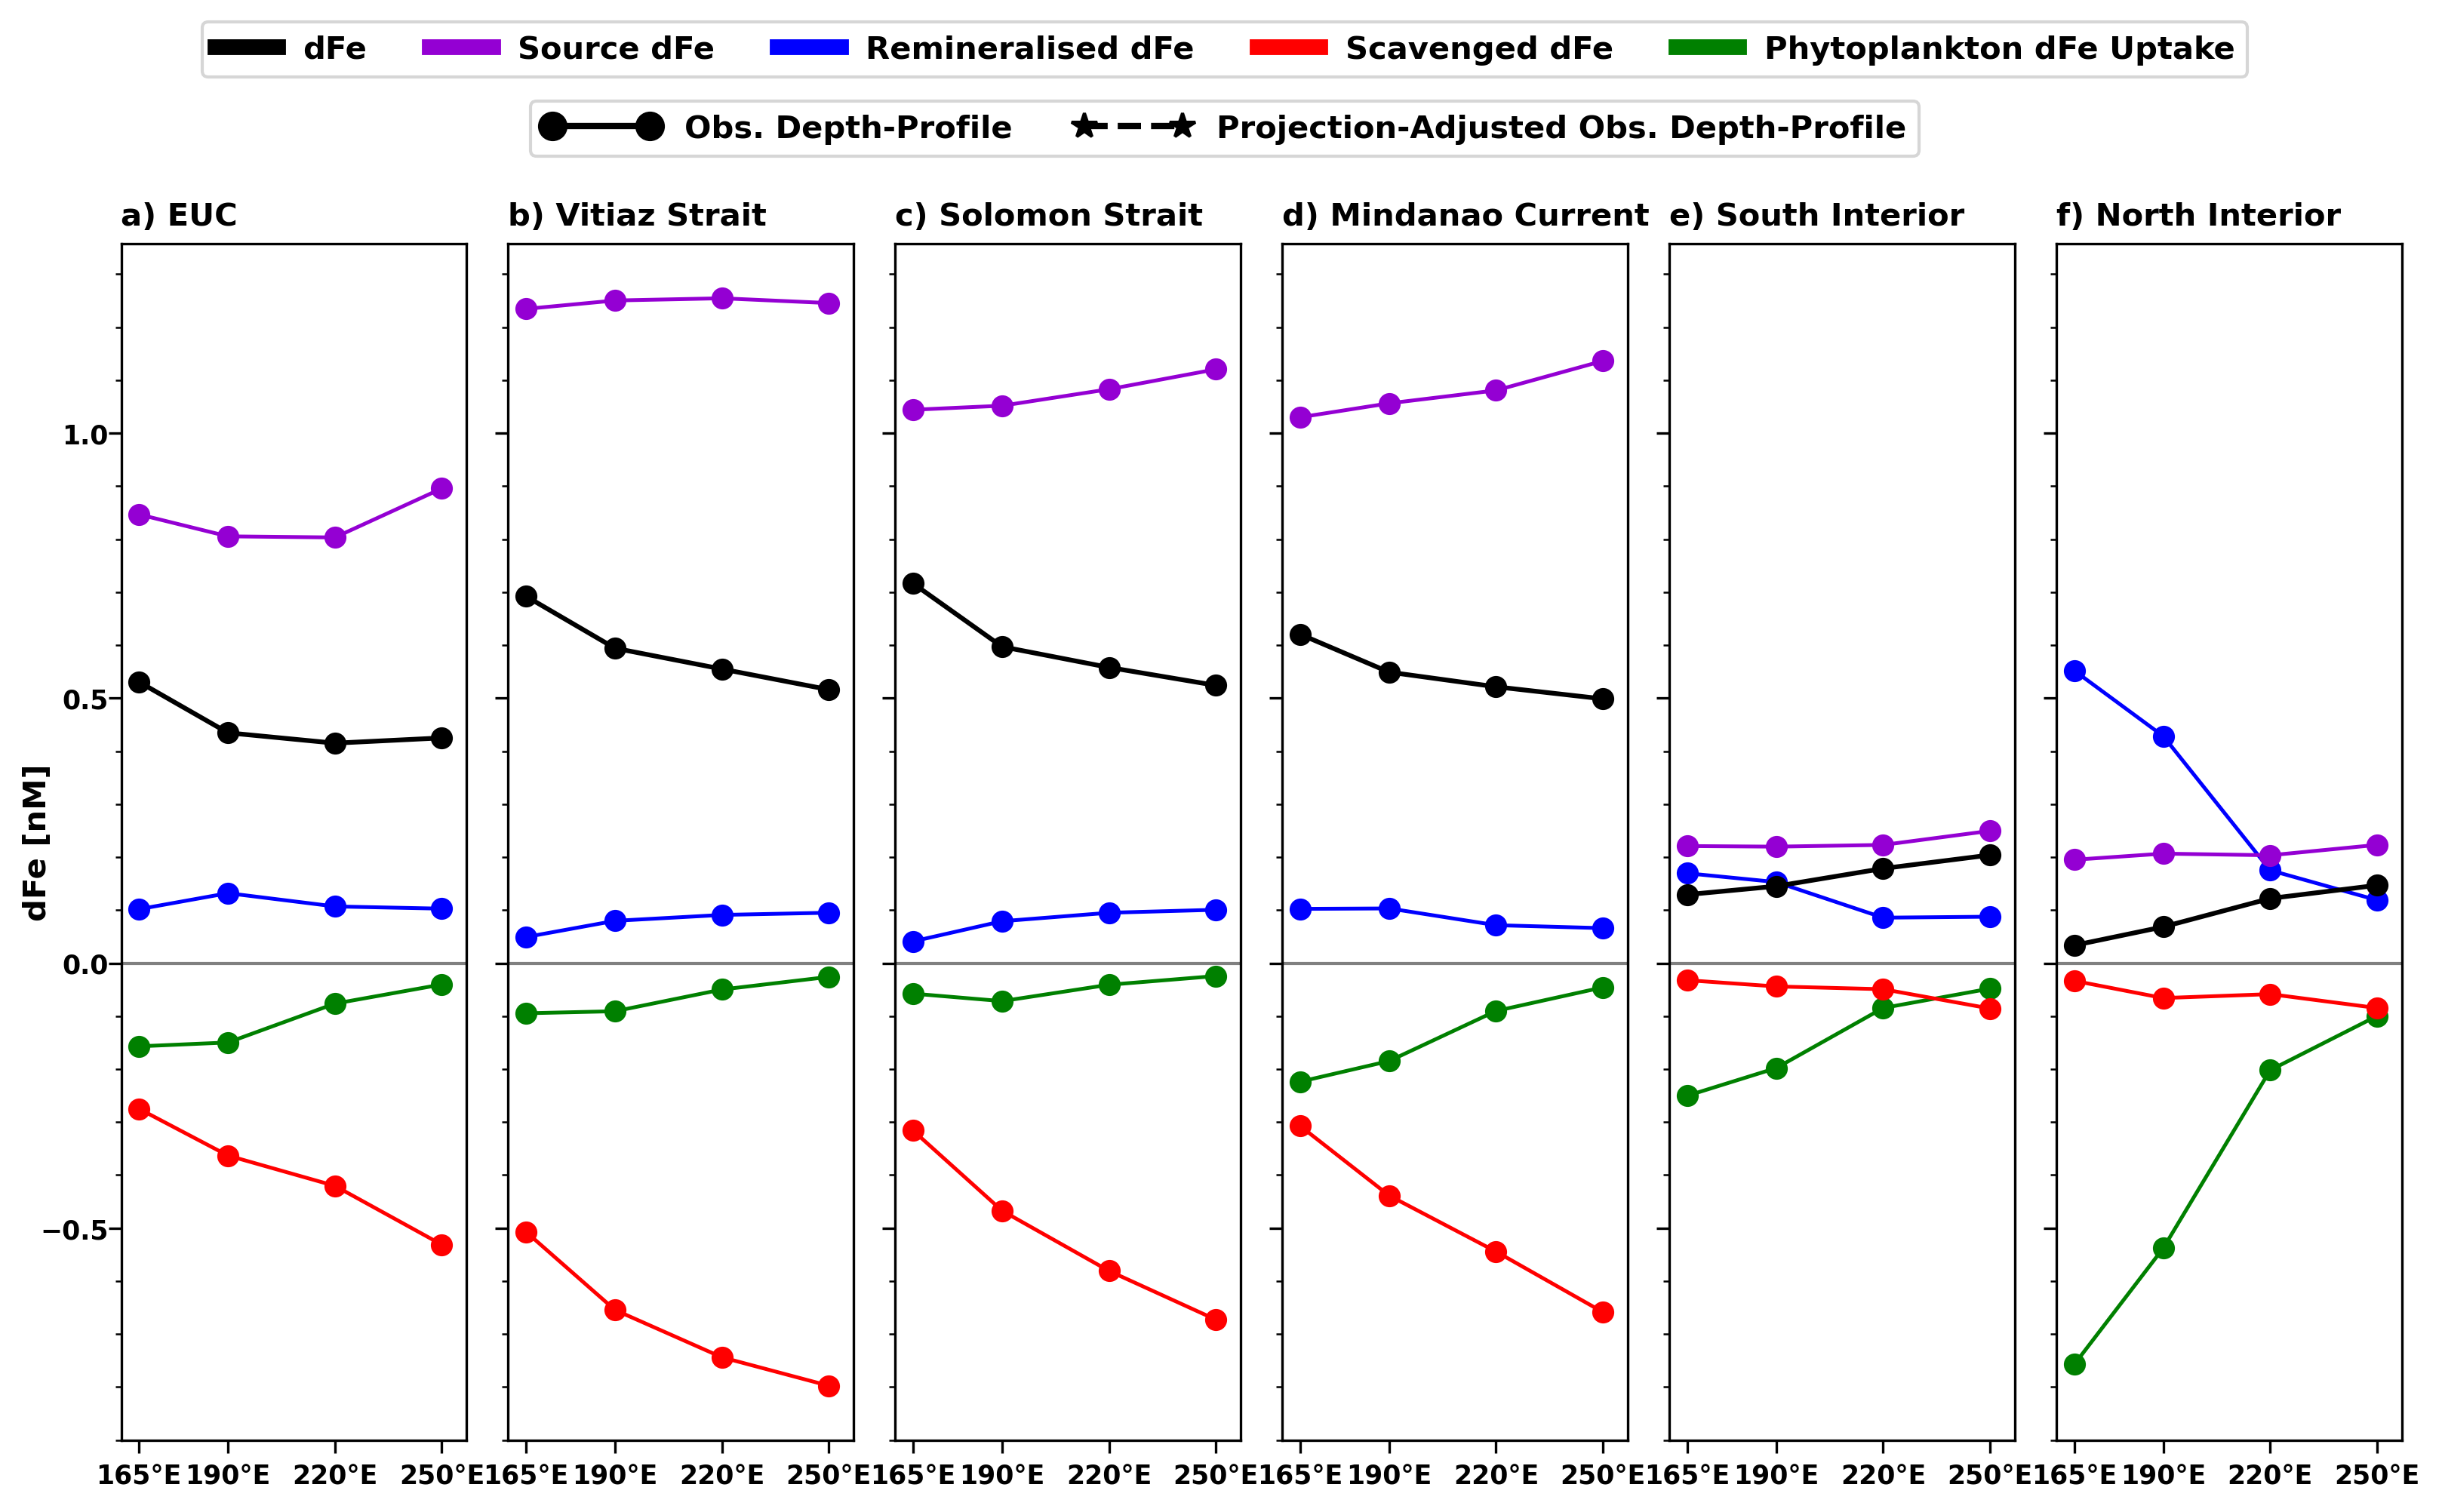 dFe Source dFe Remineralised dFe Scavenged dFe Phytoplankton dFe Uptake
Obs. Depth-Profile Projection-Adjusted Obs. Depth-Profile
a) EUC b) Vitiaz Strait c) Solomon Strait d) Mindanao Current e) South Interior f) North Interior
1.0
0.5
0.0
−0.5
dFe [nM]
165°E 190°E 220°E 250°E 165°E 190°E 220°E 250°E 165°E 190°E 220°E 250°E 165°E 190°E 220°E 250°E 165°E 190°E 220°E 250°E 165°E 190°E 220°E 250°E